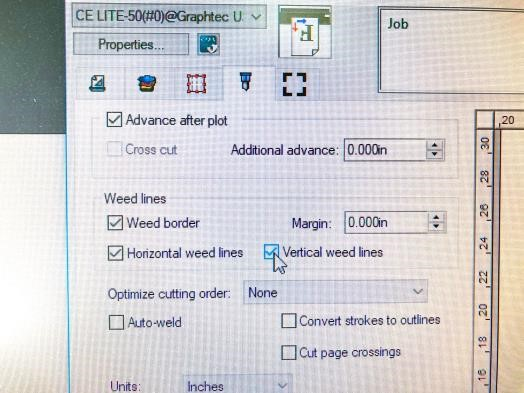 CE LITE-50(#0)@Graphtec U
Job
Properties...
F
Advance after plot
20
Cross cut Additional advance: 0.000in
30
28
Weed lines
26
Weed border Margin: 0.000in
Horizontal weed lines Vertical weed lines
24
22
Optimize cutting order: None
20
Auto-weld Convert strokes to outlines
18
Cut page crossings
16
Units: Inches